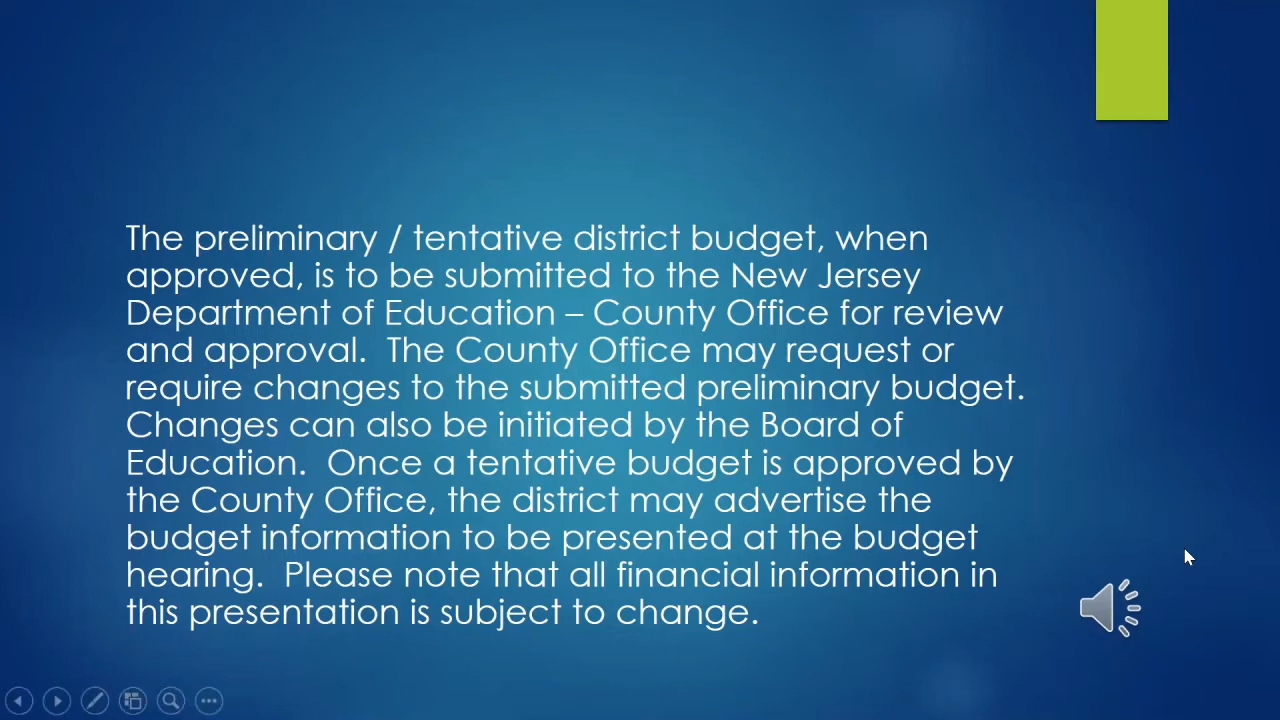 The preliminary / tentative district budget, when
approved, is to be submitted to the New Jersey
Department of Education – County Office for review
and approval.  The County Office may request or
require changes to the submitted preliminary budget.
Changes can also be initiated by the Board of
Education.  Once a tentative budget is approved by
the County Office, the district may advertise the
budget information to be presented at the budget
hearing.  Please note that all financial information in
this presentation is subject to change.